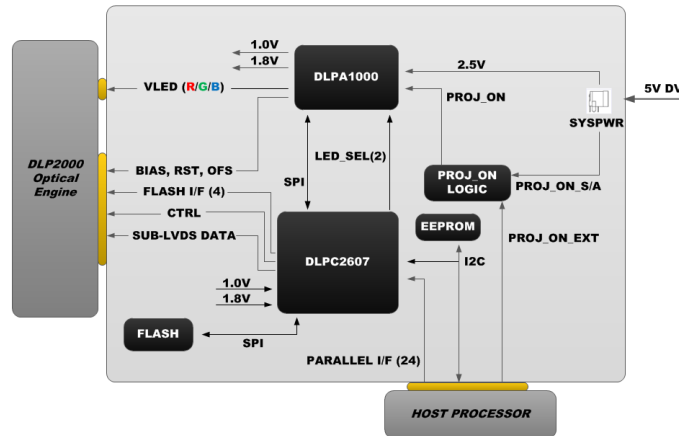 1.0V
1.8V
DLPA1000
2.5V
VLED (R/G/B)
PROJ_ON
SYSPWR
5V DV
DLP2000
Optical
Engine
LED_SEL(2)
BIAS, RST, OFS
SPI
PROJ_ON
LOGIC
PROJ_ON_S/A
FLASH I/F (4)
CTRL
EEPROM
SUB-LVDS DATA
PROJ_ON_EXT
DLPC2607
I2C
1.0V
1.8V
FLASH
SPI
PARALLEL I/F (24)
HOST PROCESSOR